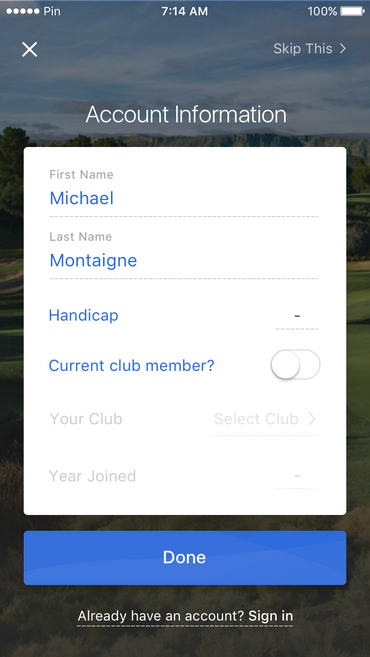 Pin 7:14 AM 100%
Skip This
Account Information
First Name
Michael
Last Name
Montaigne
Handicap -
Current club member?
Your Club Select Club
Year Joined -
Done
Already have an account? Sign in